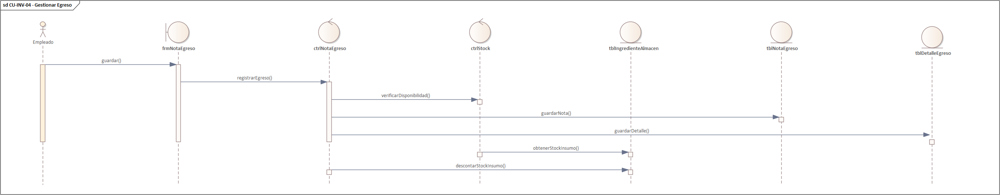 sd CU-INV-04 - Gestionar Egreso
Empleado
frmNotaEgreso
ctrlNotaEgreso
ctrlStock
tblIngredienteAlmacen
tblNotaEgreso
tblDetalleEgreso
guardar()
registrarEgreso()
verificarDisponibilidad()
guardarNota()
guardarDetalle()
obtenerStockInsumo()
descontarStockInsumo()